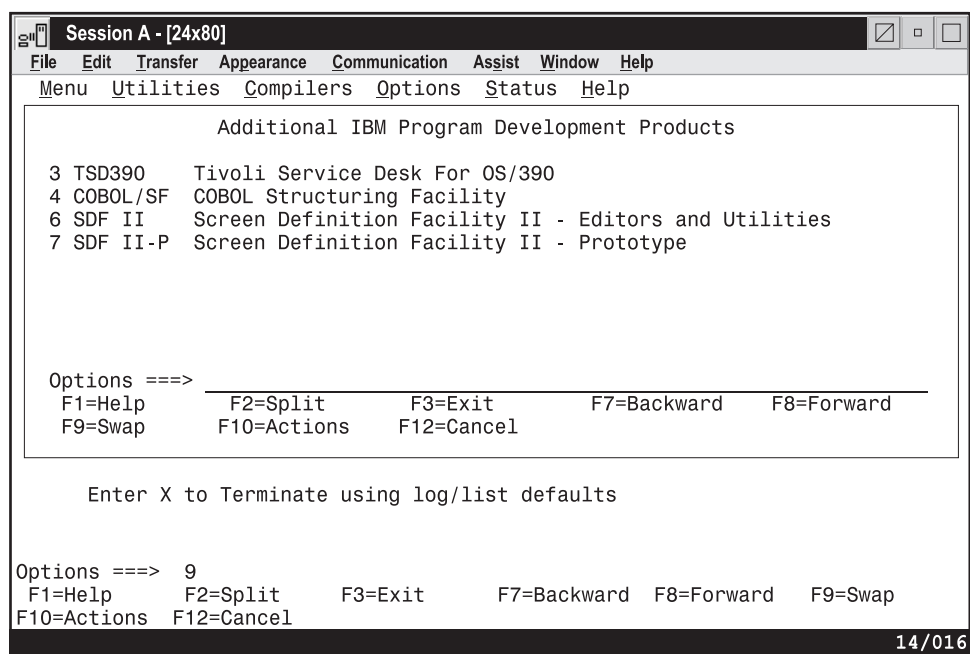 Session A - [24x80]
File Edit Transfer Appearance Communication Assist Window Help
Menu Utilities Compilers Options Status Help
Additional IBM Program Development Products
3 TSD390 Tivoli Service Desk For OS/390
4 COBOL/SF COBOL Structuring Facility
6 SDF II Screen Definition Facility II - Editors and Utilities
7 SDF II-P Screen Definition Facility II - Prototype
Options ===>
F1=Help F2=Split F3=Exit F7=Backward F8=Forward
F9=Swap F10=Actions F12=Cancel
Enter X to Terminate using log/list defaults
Options ===> 9
F1=Help F2=Split F3=Exit F7=Backward F8=Forward F9=Swap
F10=Actions F12=Cancel
14/016